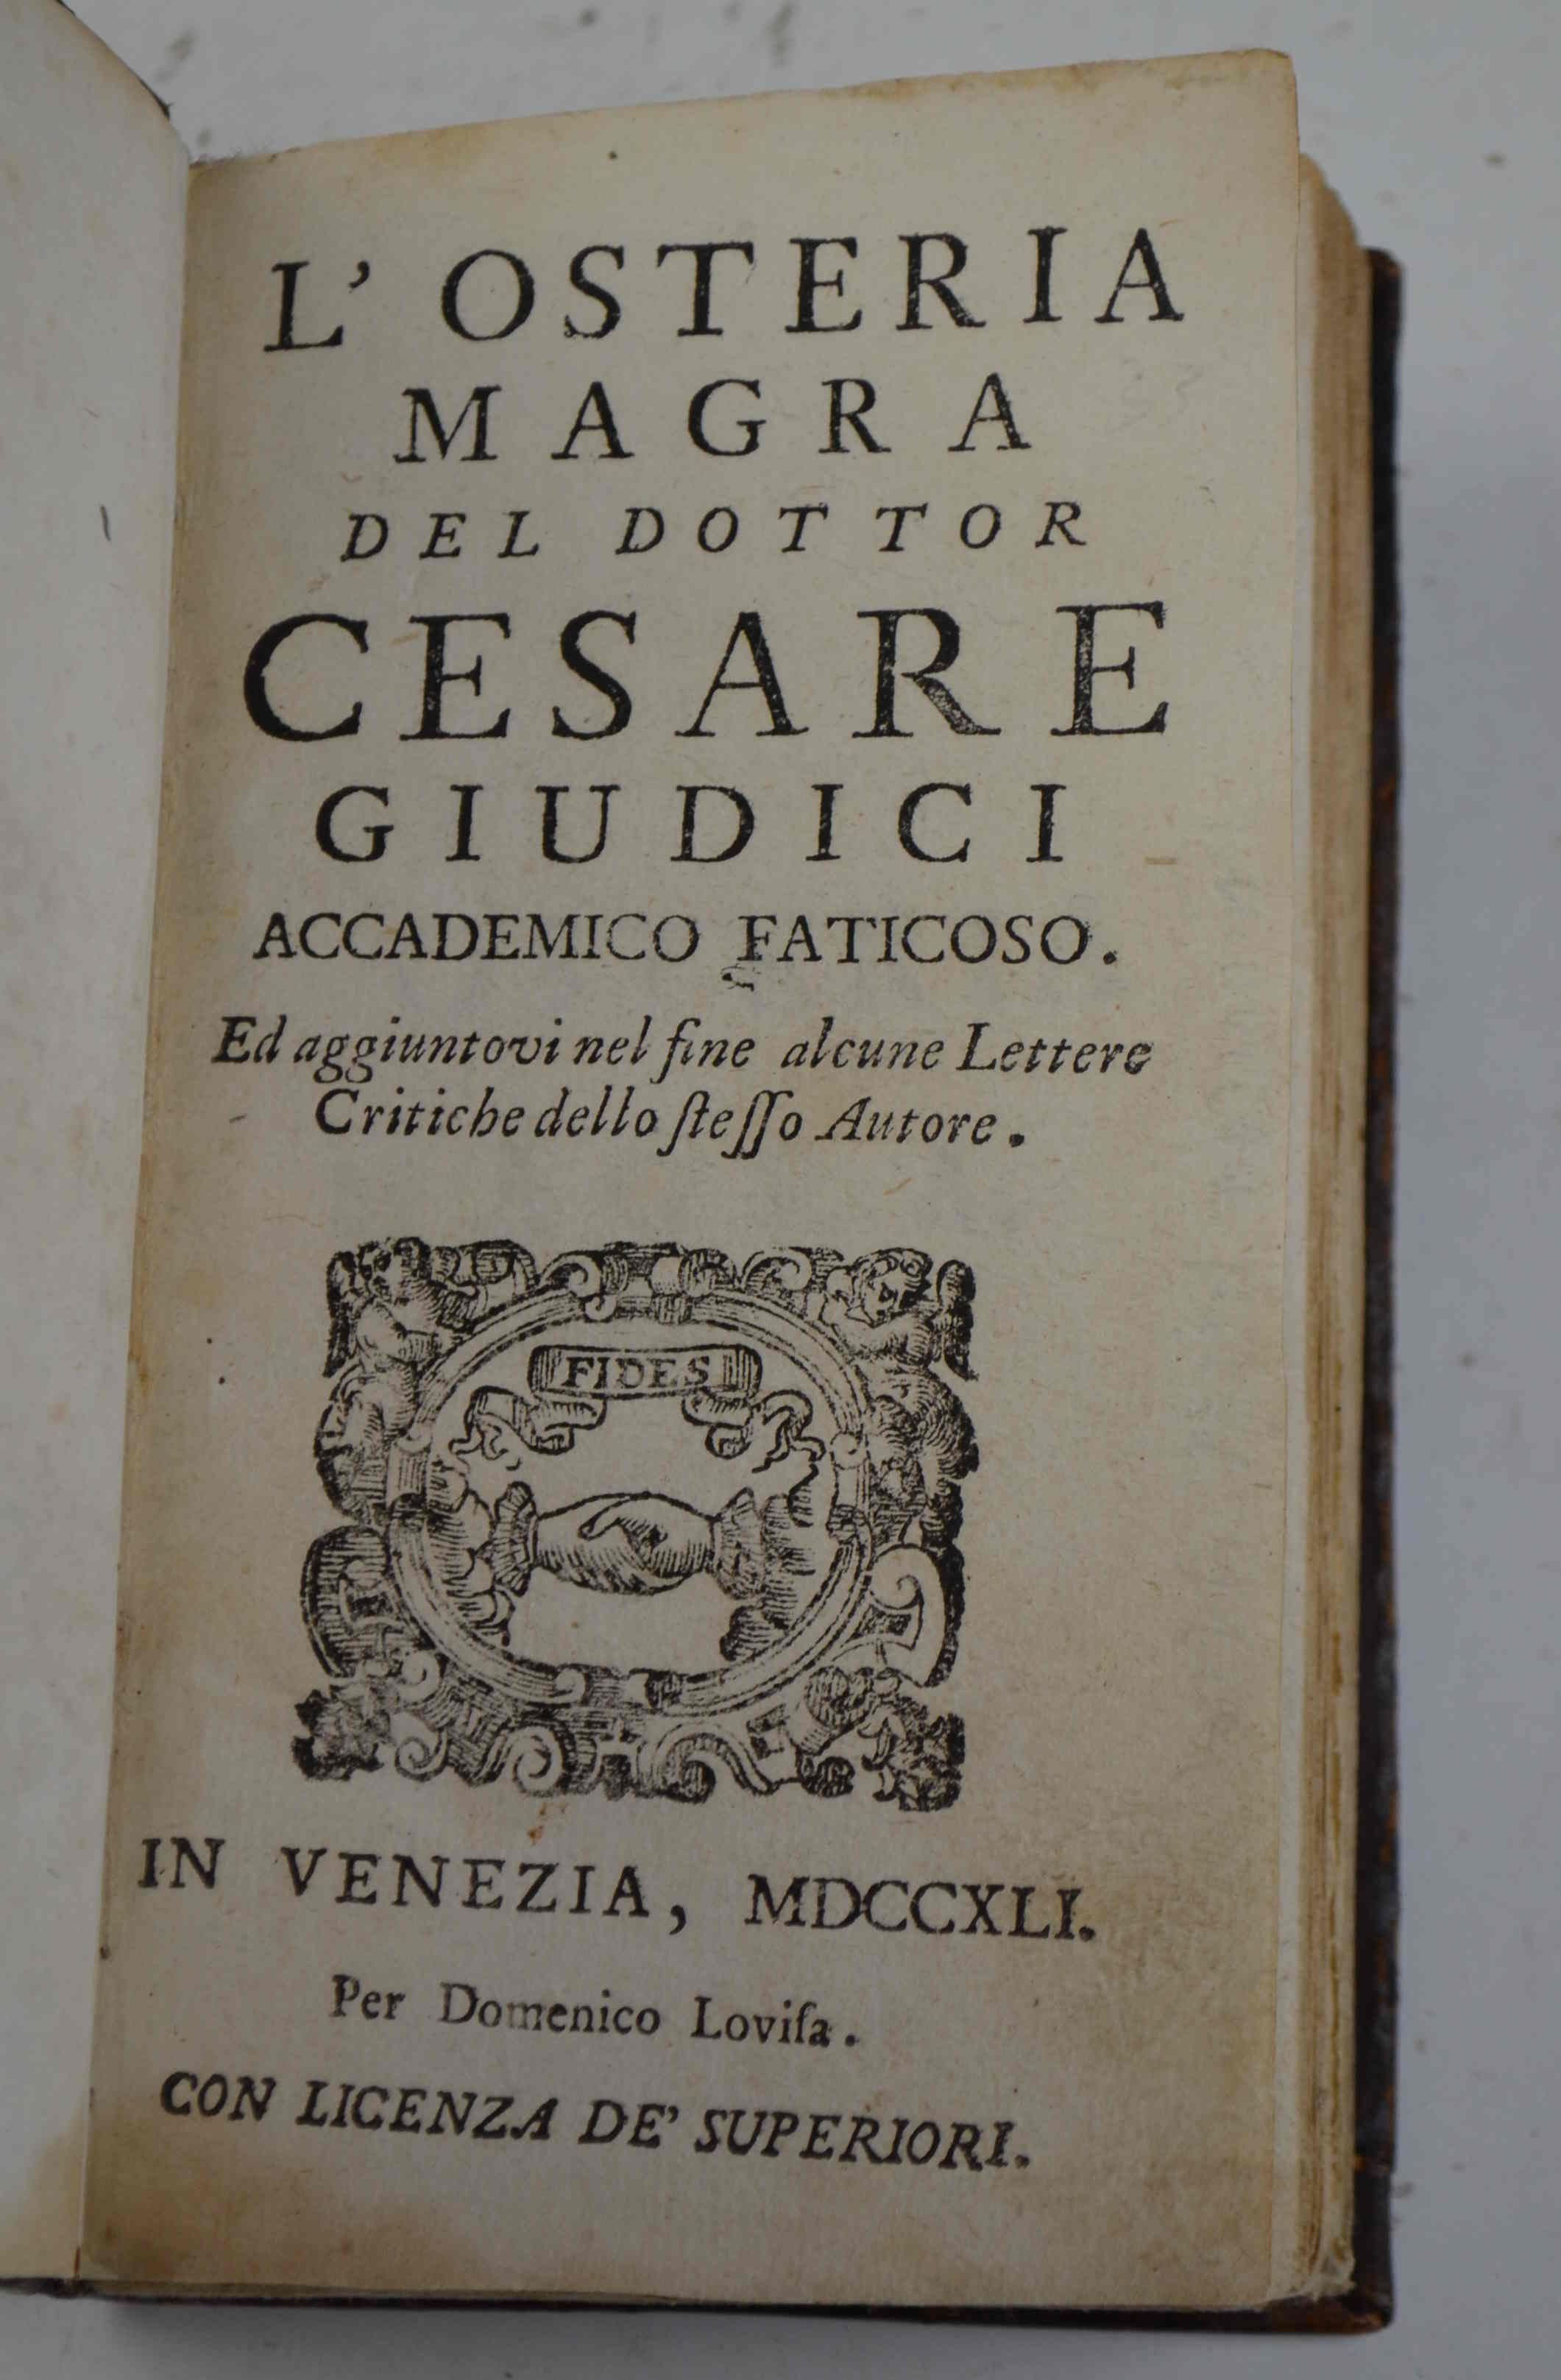 L' OSTERIA
MAGRA
DEL DOTTOR
CESARE
GIUDICI
ACCADEMICO FATICOSO.
Ed aggiuntovi nel fine alcune Lettere
Critiche dello ſteſſo Autore.
FIDES
IN VENEZIA, MDCCXLI.
Per Domenico Loviſa.
CON LICENZA DE' SUPERIORI.